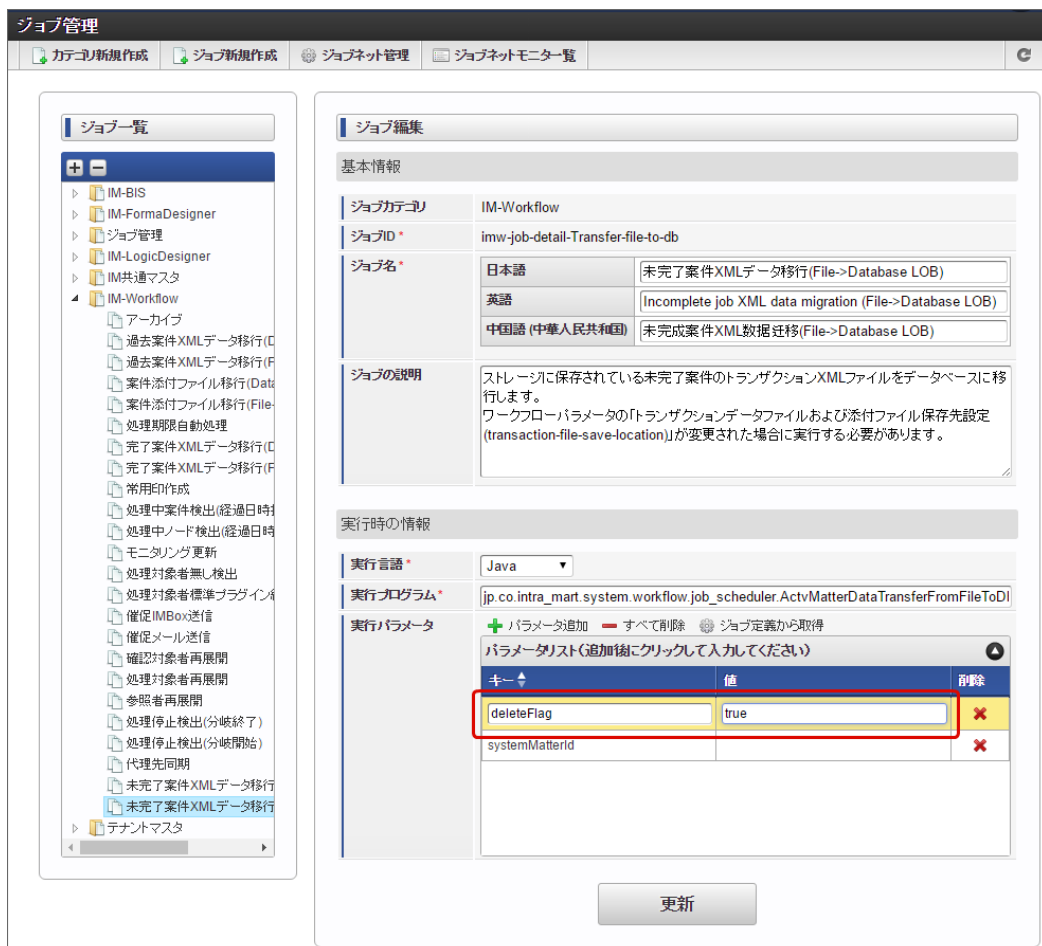 ジョブ管理
カテゴリ新規作成 ジョブ新規作成 ジョブネット管理 ジョブネットモニター覧
ジョブ一覧
IM-BIS
IM-FormaDesigner
ジョブ管理
IM-LogicDesigner
IM共通マスタ
IM-Workflow
アーカイブ
過去案件XMLデータ移行(D
過去案件XMLデータ移行(F
案件添付ファイル移行(Data
案件添付ファイル移行(File-
処理期限自動処理
完了案件XMLデータ移行(D
完了案件XMLデータ移行(F
常用印作成
処理中案件検出(経過日時
処理中ノード検出(経過日時
モニタリング更新
処理対象者無し検出
処理対象者標準プラグイン
催促IMBox送信
催促メール送信
確認対象者再展開
処理対象者再展開
参照者再展開
処理停止検出(分岐終了)
処理停止検出(分岐開始)
代理先同期
未完了案件XMLデータ移行
未完了案件XMLデータ移行
テナントマスタ
ジョブ編集
基本情報
ジョブカテゴリ IM-Workflow
ジョブID * imw-job-detail-Transfer-file-to-db
ジョブ名 * 日本語 未完了案件XMLデータ移行(File->Database LOB)
英語 Incomplete job XML data migration (File->Database LOB)
中国語 (中華人民共和国) 未完成案件XML数据迁移(File->Database LOB)
ジョブの説明 ストレージに保存されている未完了案件のトランザクションXMLファイルをデータベースに移
行します。
ワークフローパラメータの「トランザクションデータファイルおよび添付ファイル保存先設定
(transaction-file-save-location)」が変更された場合に実行する必要があります。
実行時の情報
実行言語 * Java
実行プログラム * jp.co.intra_mart.system.workflow.job_scheduler.ActvMatterDataTransferFromFileToDI
実行パラメータ パラメータ追加 すべて削除 ジョブ定義から取得
パラメータリスト(追加後にクリックして入力してください)
キー 値 削除
deleteFlag true
systemMatterId
更新